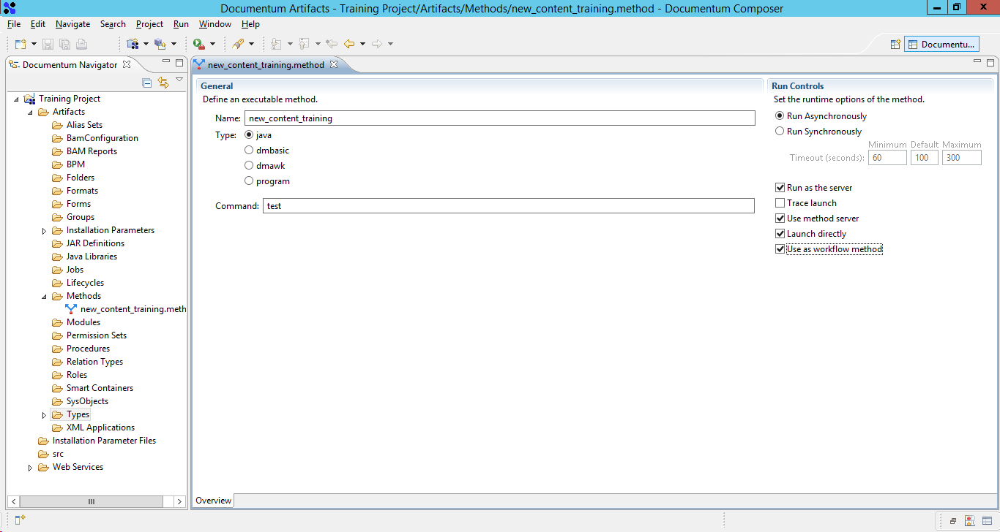 Documentum Artifacts - Training Project/Artifacts/Methods/new_content_training.method - Documentum Composer
File Edit Navigate Search Project Run Window Help
Documentu...
Documentum Navigator
Training Project
Artifacts
Alias Sets
BamConfiguration
BAM Reports
BPM
Folders
Formats
Forms
Groups
Installation Parameters
JAR Definitions
Java Libraries
Jobs
Lifecycles
Methods
new_content_training.meth
Modules
Permission Sets
Procedures
Relation Types
Roles
Smart Containers
SysObjects
Types
XML Applications
Installation Parameter Files
src
Web Services
new_content_training.method
General
Define an executable method.
Name: new_content_training
Type: java
dmbasic
dmawk
program
Command: test
Run Controls
Set the runtime options of the method.
Run Asynchronously
Run Synchronously
Minimum Default Maximum
Timeout (seconds): 60 100 300
Run as the server
Trace launch
Use method server
Launch directly
Use as workflow method
Overview